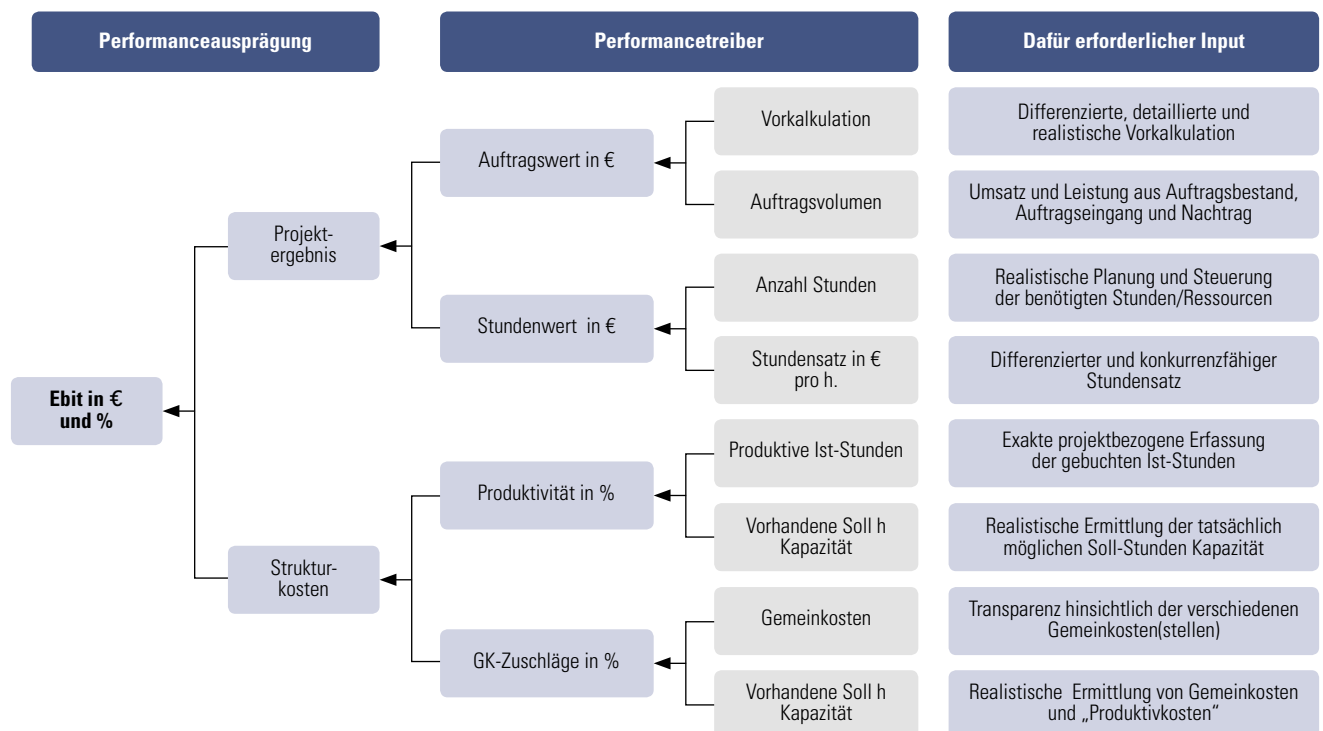 Performanceausprägung
Performancetreiber
Dafür erforderlicher Input
Ebit in €
und %
Projekt-
ergebnis
Struktur-
kosten
Auftragswert in €
Stundenwert in €
Produktivität in %
GK-Zuschläge in %
Vorkalkulation
Auftragsvolumen
Anzahl Stunden
Stundensatz in €
pro h.
Produktive Ist-Stunden
Vorhandene Soll h
Kapazität
Gemeinkosten
Vorhandene Soll h
Kapazität
Differenzierte, detaillierte und
realistische Vorkalkulation
Umsatz und Leistung aus Auftragsbestand,
Auftragseingang und Nachtrag
Realistische Planung und Steuerung
der benötigten Stunden/Ressourcen
Differenzierter und konkurrenzfähiger
Stundensatz
Exakte projektbezogene Erfassung
der gebuchten Ist-Stunden
Realistische Ermittlung der tatsächlich
möglichen Soll-Stunden Kapazität
Transparenz hinsichtlich der verschiedenen
Gemeinkosten(stellen)
Realistische Ermittlung von Gemeinkosten
und „Produktivkosten“